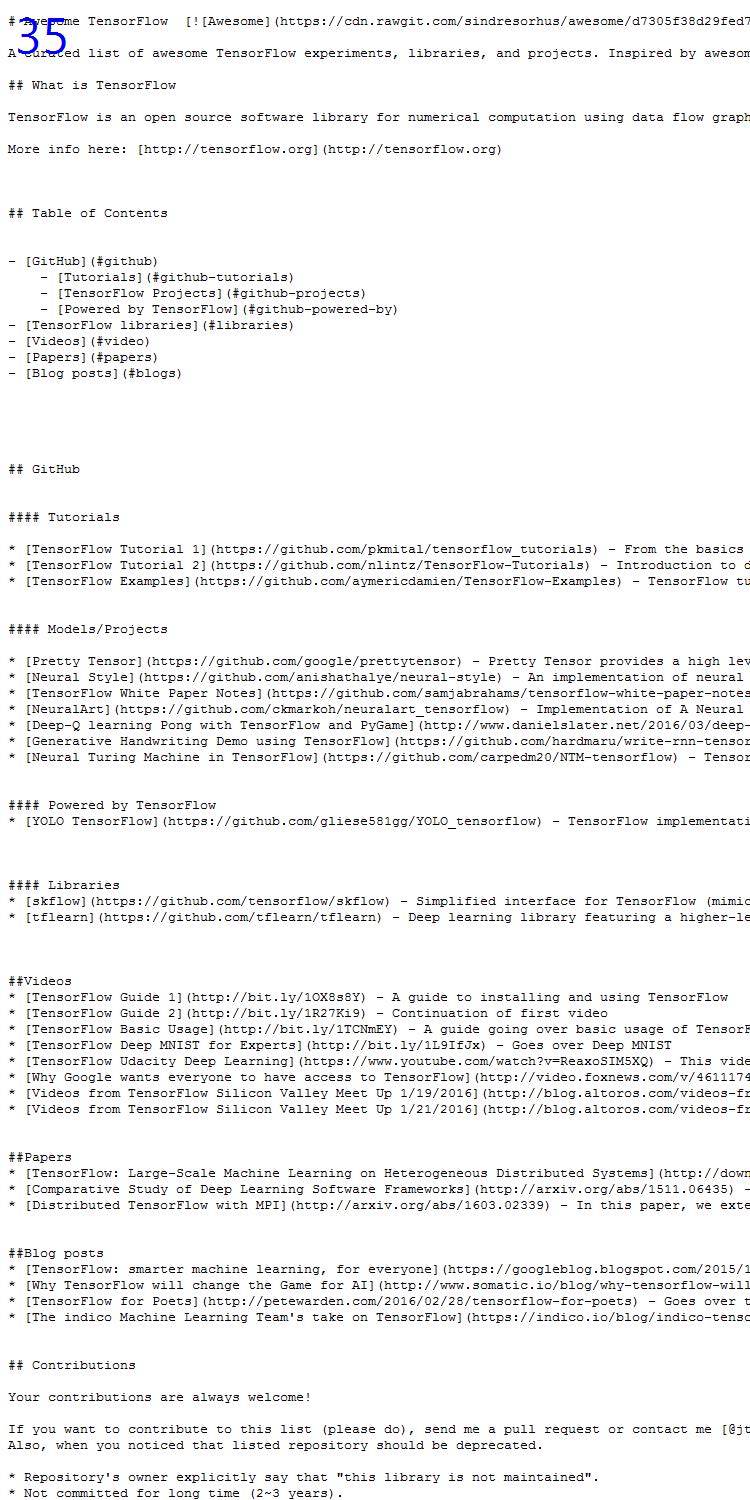 35
# Awesome TensorFlow  [![Awesome](https://cdn.rawgit.com/sindresorhus/awesome/d7305f38d29fed7
A curated list of awesome TensorFlow experiments, libraries, and projects. Inspired by awesom
## What is TensorFlow
TensorFlow is an open source software library for numerical computation using data flow graph
More info here: [http://tensorflow.org](http://tensorflow.org)
## Table of Contents
- [GitHub](#github)
    - [Tutorials](#github-tutorials)
    - [TensorFlow Projects](#github-projects)
    - [Powered by TensorFlow](#github-powered-by)
- [TensorFlow libraries](#libraries)
- [Videos](#video)
- [Papers](#papers)
- [Blog posts](#blogs)
## GitHub
#### Tutorials
* [TensorFlow Tutorial 1](https://github.com/pkmital/tensorflow_tutorials) - From the basics
* [TensorFlow Tutorial 2](https://github.com/nlintz/TensorFlow-Tutorials) - Introduction to d
* [TensorFlow Examples](https://github.com/aymericdamien/TensorFlow-Examples) - TensorFlow tu
#### Models/Projects
* [Pretty Tensor](https://github.com/google/prettytensor) - Pretty Tensor provides a high lev
* [Neural Style](https://github.com/anishathalye/neural-style) - An implementation of neural
* [TensorFlow White Paper Notes](https://github.com/samjabrahams/tensorflow-white-paper-notes
* [NeuralArt](https://github.com/ckmarkoh/neuralart_tensorflow) - Implementation of A Neural
* [Deep-Q learning Pong with TensorFlow and PyGame](http://www.danielslater.net/2016/03/deep-
* [Generative Handwriting Demo using TensorFlow](https://github.com/hardmaru/write-rnn-tensor
* [Neural Turing Machine in TensorFlow](https://github.com/carpedm20/NTM-tensorflow) - Tensor
#### Powered by TensorFlow
* [YOLO TensorFlow](https://github.com/gliese581gg/YOLO_tensorflow) - TensorFlow implementati
#### Libraries
* [skflow](https://github.com/tensorflow/skflow) - Simplified interface for TensorFlow (mimic
* [tflearn](https://github.com/tflearn/tflearn) - Deep learning library featuring a higher-le
##Videos
* [TensorFlow Guide 1](http://bit.ly/1OX8s8Y) - A guide to installing and using TensorFlow
* [TensorFlow Guide 2](http://bit.ly/1R27Ki9) - Continuation of first video
* [TensorFlow Basic Usage](http://bit.ly/1TCNmEY) - A guide going over basic usage of TensorF
* [TensorFlow Deep MNIST for Experts](http://bit.ly/1L9IfJx) - Goes over Deep MNIST
* [TensorFlow Udacity Deep Learning](https://www.youtube.com/watch?v=ReaxoSIM5XQ) - This vide
* [Why Google wants everyone to have access to TensorFlow](http://video.foxnews.com/v/4611174
* [Videos from TensorFlow Silicon Valley Meet Up 1/19/2016](http://blog.altoros.com/videos-fr
* [Videos from TensorFlow Silicon Valley Meet Up 1/21/2016](http://blog.altoros.com/videos-fr
##Papers
* [TensorFlow: Large-Scale Machine Learning on Heterogeneous Distributed Systems](http://down
* [Comparative Study of Deep Learning Software Frameworks](http://arxiv.org/abs/1511.06435) -
* [Distributed TensorFlow with MPI](http://arxiv.org/abs/1603.02339) - In this paper, we exte
##Blog posts
* [TensorFlow: smarter machine learning, for everyone](https://googleblog.blogspot.com/2015/1
* [Why TensorFlow will change the Game for AI](http://www.somatic.io/blog/why-tensorflow-will
* [TensorFlow for Poets](http://petewarden.com/2016/02/28/tensorflow-for-poets) - Goes over t
* [The indico Machine Learning Team's take on TensorFlow](https://indico.io/blog/indico-tenso
## Contributions
Your contributions are always welcome!
If you want to contribute to this list (please do), send me a pull request or contact me [@jt
Also, when you noticed that listed repository should be deprecated.
* Repository's owner explicitly say that "this library is not maintained".
* Not committed for long time (2~3 years).